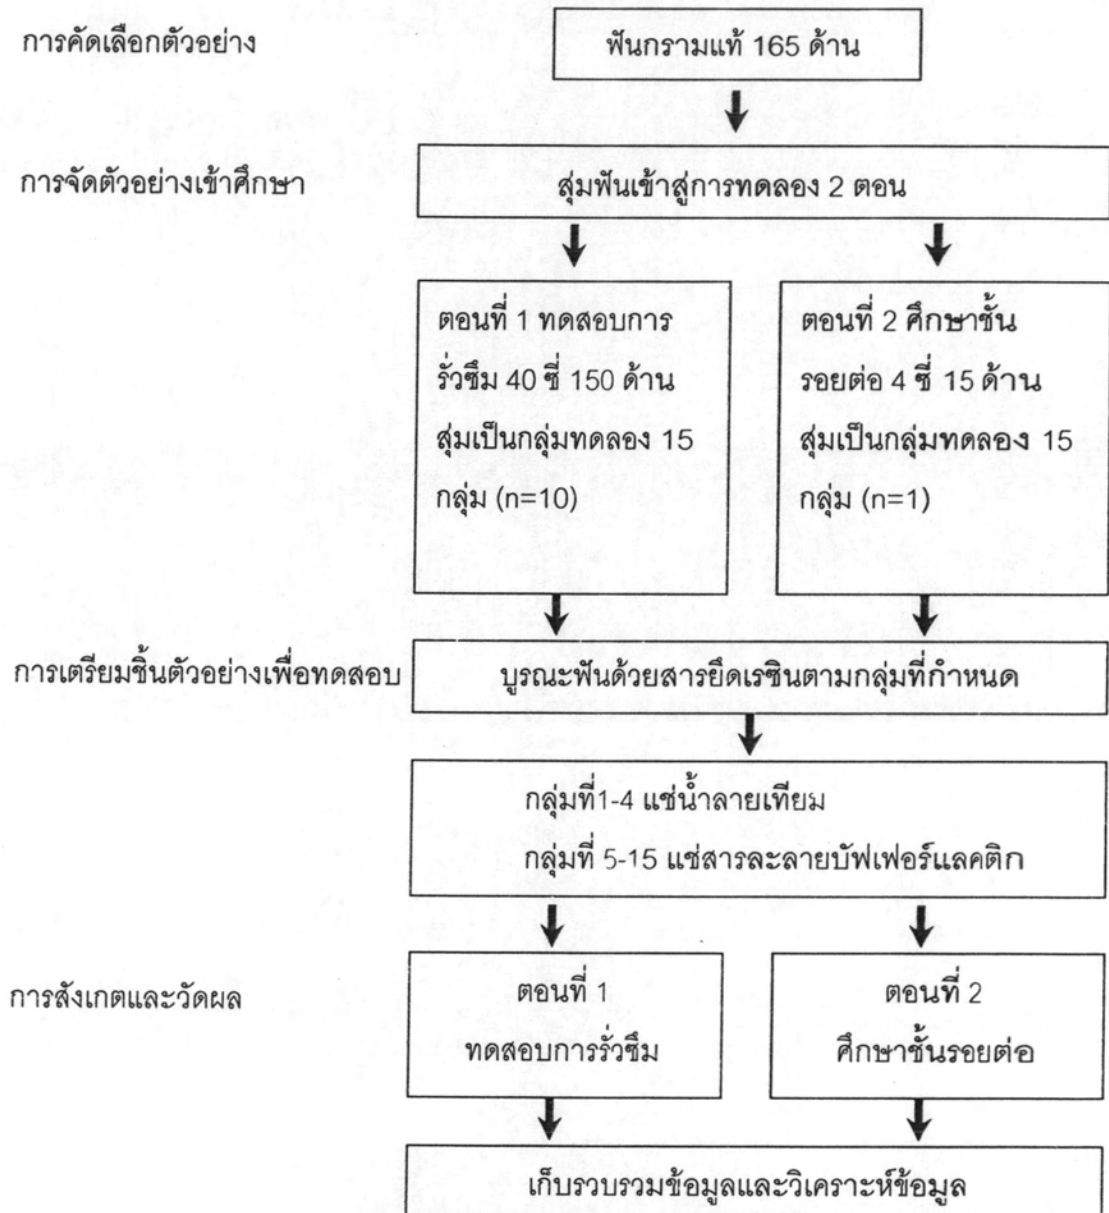 การคัดเลือกตัวอย่าง
ฟันกรามแท้ 165 ด้าน
การจัดตัวอย่างเข้าศึกษา
สุ่มฟันเข้าสู่การทดลอง 2 ตอน
ตอนที่ 1 ทดสอบการ
รั่วซึม 40 ซี่ 150 ด้าน
สุ่มเป็นกลุ่มทดลอง 15
กลุ่ม (n=10)
ตอนที่ 2 ศึกษาชั้น
รอยต่อ 4 ซี่ 15 ด้าน
สุ่มเป็นกลุ่มทดลอง 15
กลุ่ม (n=1)
การเตรียมชิ้นตัวอย่างเพื่อทดสอบ
บูรณะฟันด้วยสารยึดเรซินตามกลุ่มที่กำหนด
กลุ่มที่1-4 แช่น้ำลายเทียม
กลุ่มที่ 5-15 แช่สารละลายบัฟเฟอร์แลคติก
การสังเกตและวัดผล
ตอนที่ 1
ทดสอบการรั่วซึม
ตอนที่ 2
ศึกษาชั้นรอยต่อ
เก็บรวบรวมข้อมูลและวิเคราะห์ข้อมูล